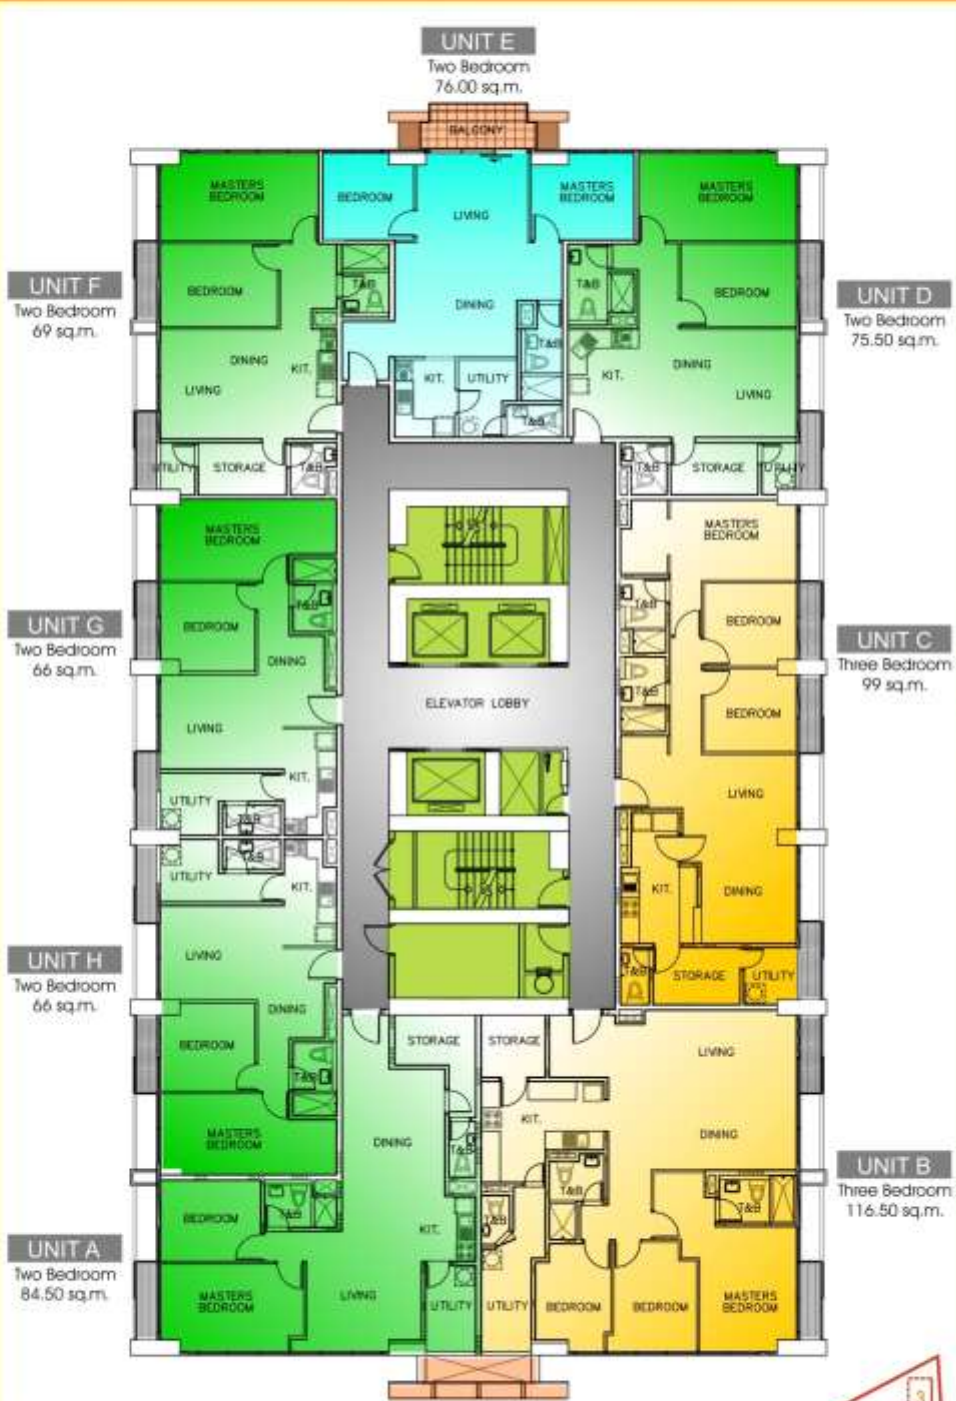 UNIT E
Two Bedroom
76.00 sq.m.
BALCONY
MASTERS
BEDROOM
BEDROOM
LIVING
MASTERS
BEDROOM
MASTERS
BEDROOM
UNIT F
Two Bedroom
69 sq.m.
BEDROOM
T&B
DINING
T&B
BEDROOM
UNIT D
Two Bedroom
75.50 sq.m.
DINING
KIT.
LIVING
T&B
KIT.
UTILITY
KIT.
DINING
LIVING
T&B
UTILITY
STORAGE
T&B
T&B
STORAGE
UTILITY
MASTERS
BEDROOM
MASTERS
BEDROOM
UNIT G
Two Bedroom
66 sq.m.
T&B
BEDROOM
DINING
T&B
BEDROOM
UNIT C
Three Bedroom
99 sq.m.
T&B
BEDROOM
ELEVATOR LOBBY
LIVING
KIT.
UTILITY
T&B
LIVING
T&B
UTILITY
KIT.
KIT.
DINING
UNIT H
Two Bedroom
66 sq.m.
LIVING
DINING
T&B
STORAGE
UTILITY
BEDROOM
T&B
STORAGE
STORAGE
LIVING
MASTERS
BEDROOM
DINING
T&B
KIT.
DINING
UNIT B
Three Bedroom
116.50 sq.m.
T&B
T&B
BEDROOM
T&B
KIT.
T&B
UNIT A
Two Bedroom
84.50 sq.m.
MASTERS
BEDROOM
LIVING
UTILITY
UTILITY
BEDROOM
BEDROOM
MASTERS
BEDROOM
3